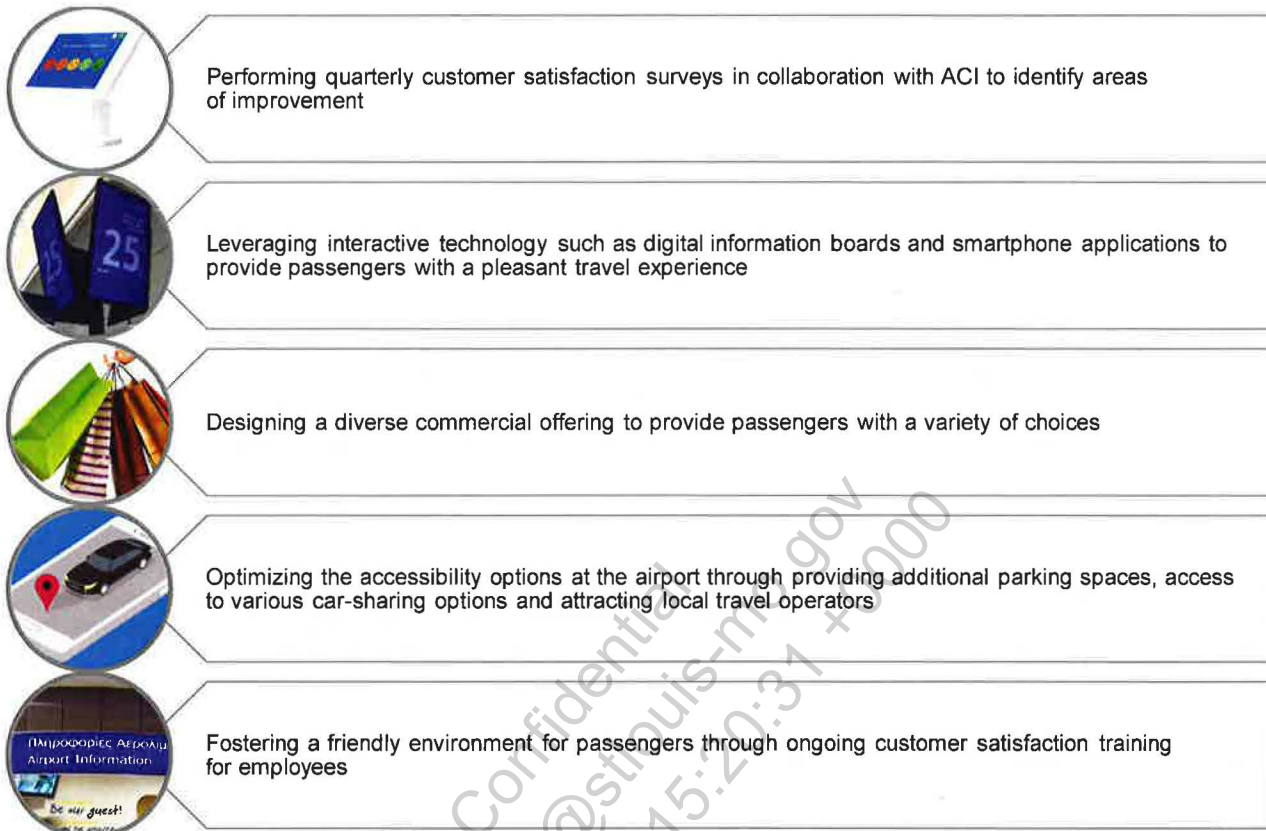 Performing quarterly customer satisfaction surveys in collaboration with ACI to identify areas
of improvement
25
25
Leveraging interactive technology such as digital information boards and smartphone applications to
provide passengers with a pleasant travel experience
Designing a diverse commercial offering to provide passengers with a variety of choices
Optimizing the accessibility options at the airport through providing additional parking spaces, access
to various car-sharing options and attracting local travel operators
Πληροφορίες Αερολιμ
Airport Information
Be our guest!
Fostering a friendly environment for passengers through ongoing customer satisfaction training
for employees
Confidential
@stlouis-mo.gov
15:20:31 +0000